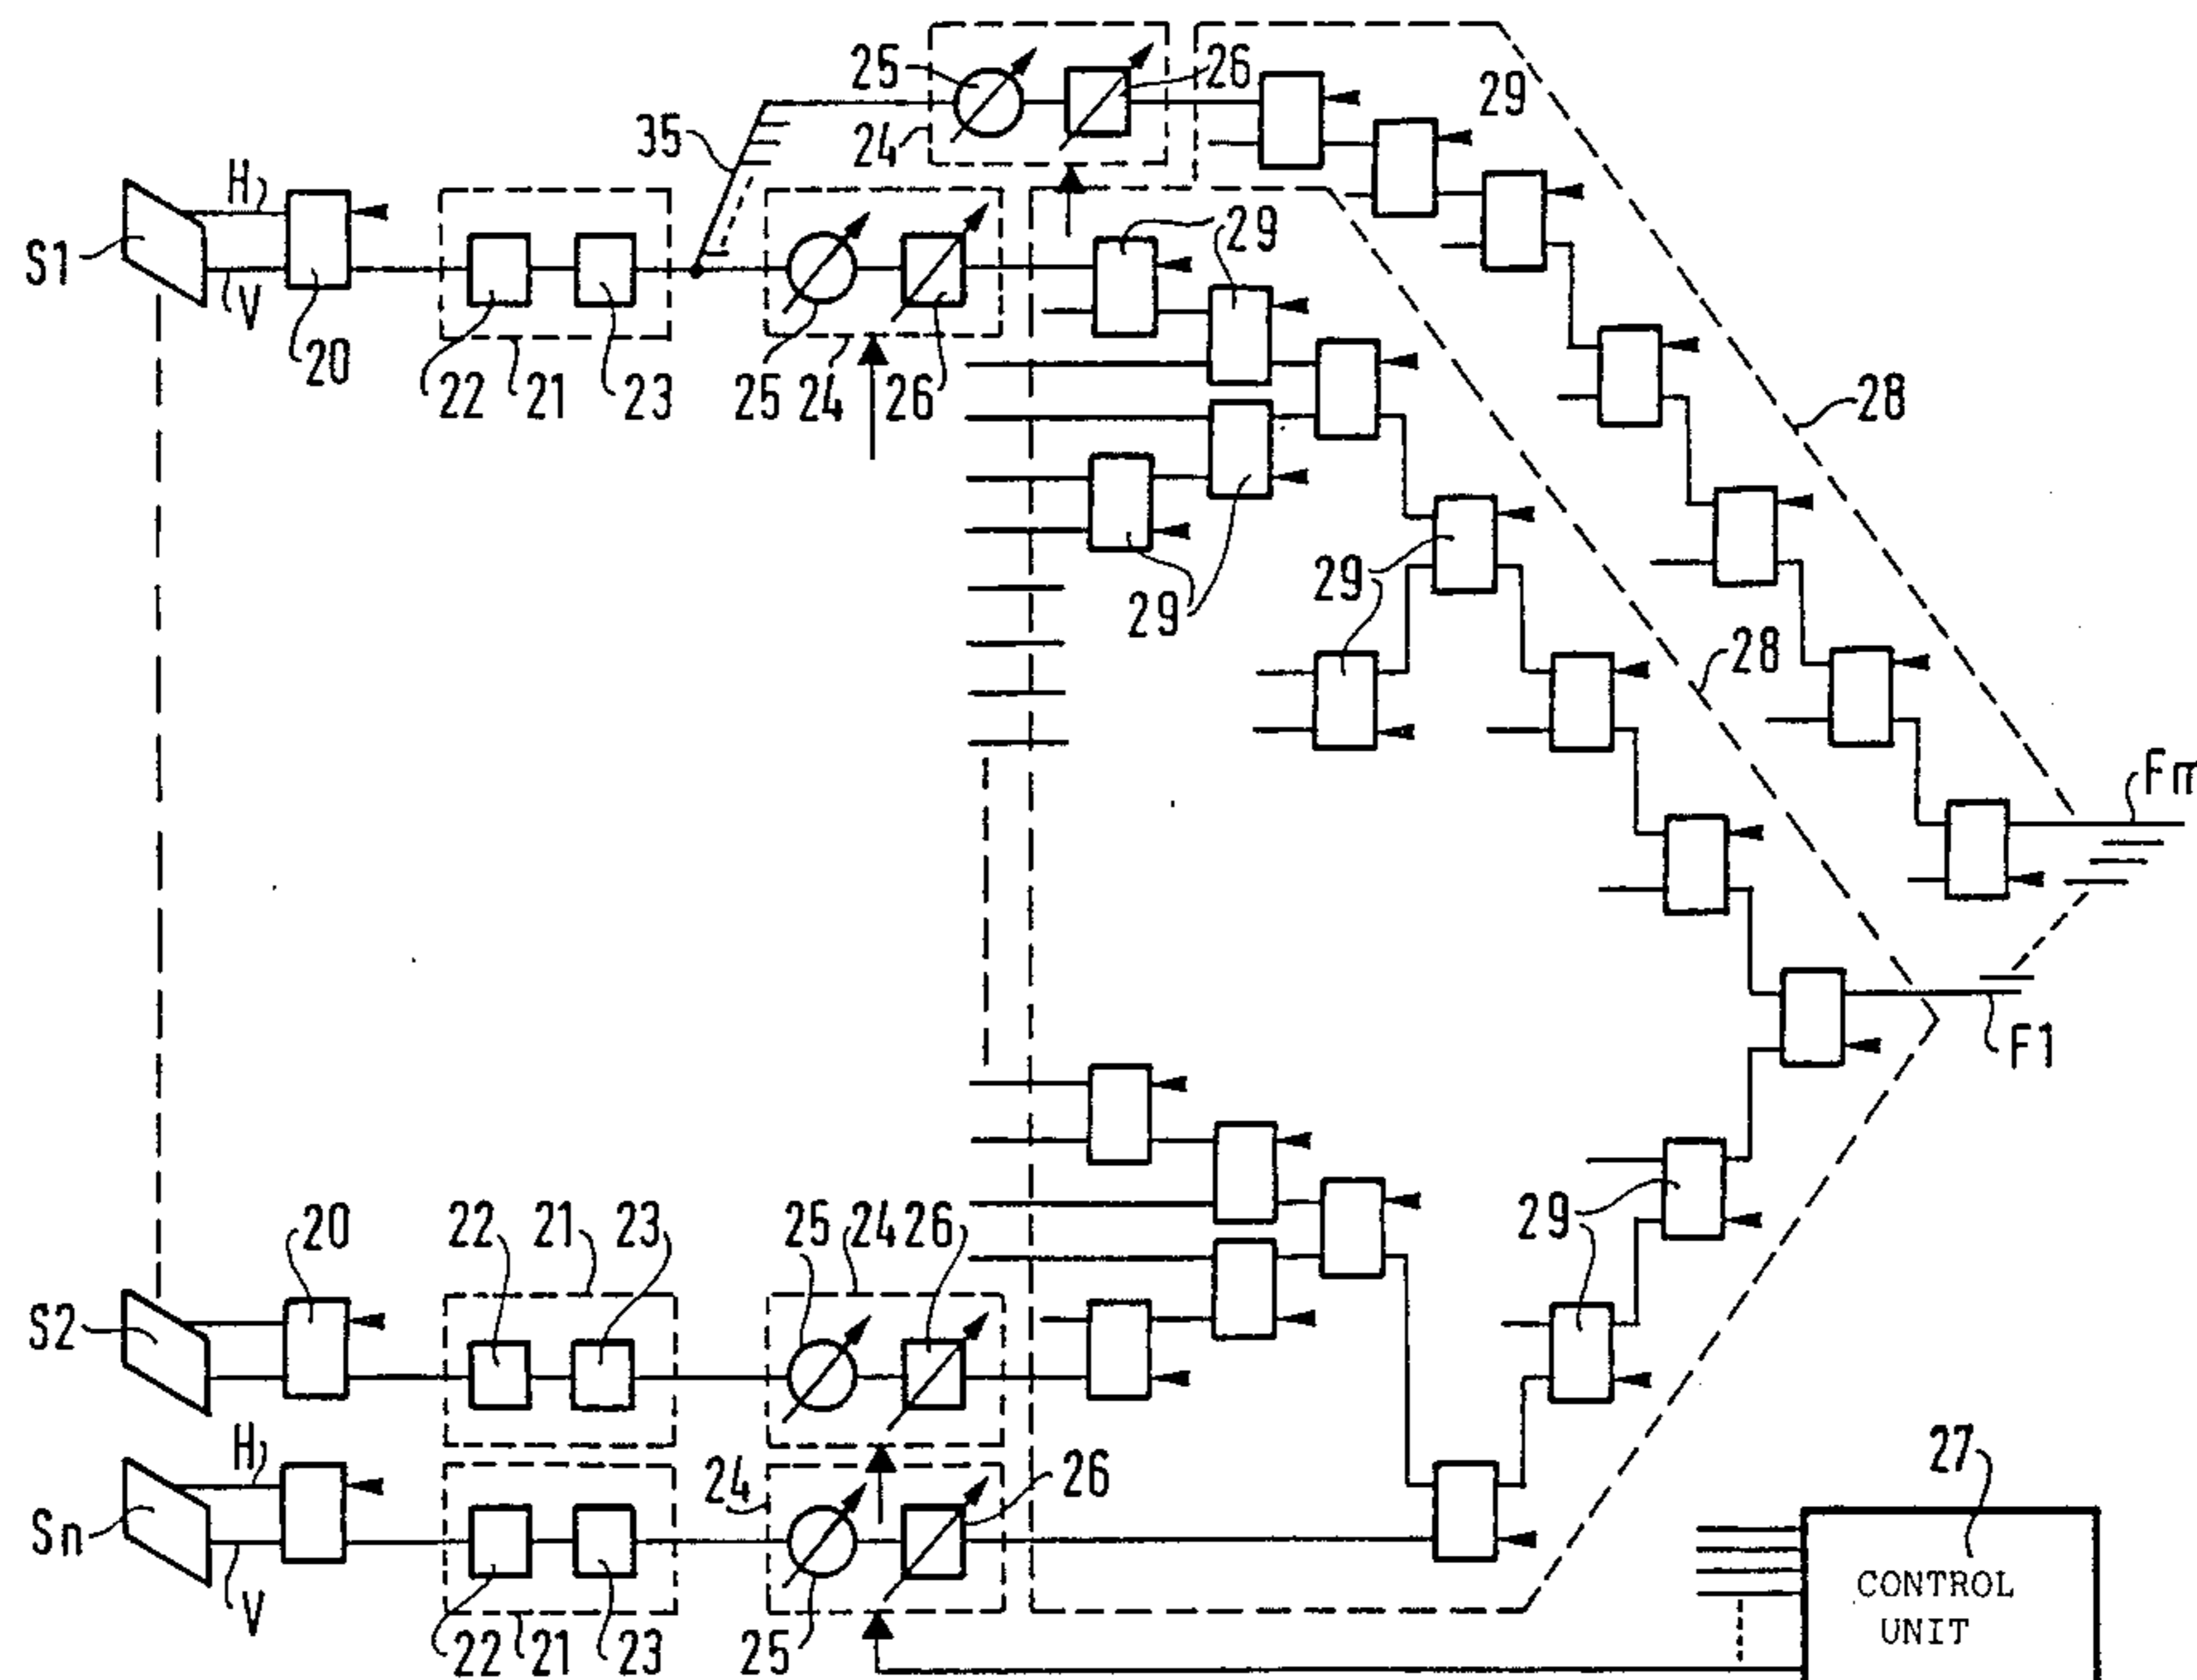 25 26 29
35 24
H
S1 29
V
20
22 21 23 25 24 26 28
29 29
28
Fm
F1
20 22 21 23 25 24 26 29
S2
H 24 26 27
Sn
V
CONTROL
UNIT
22 21 23 25